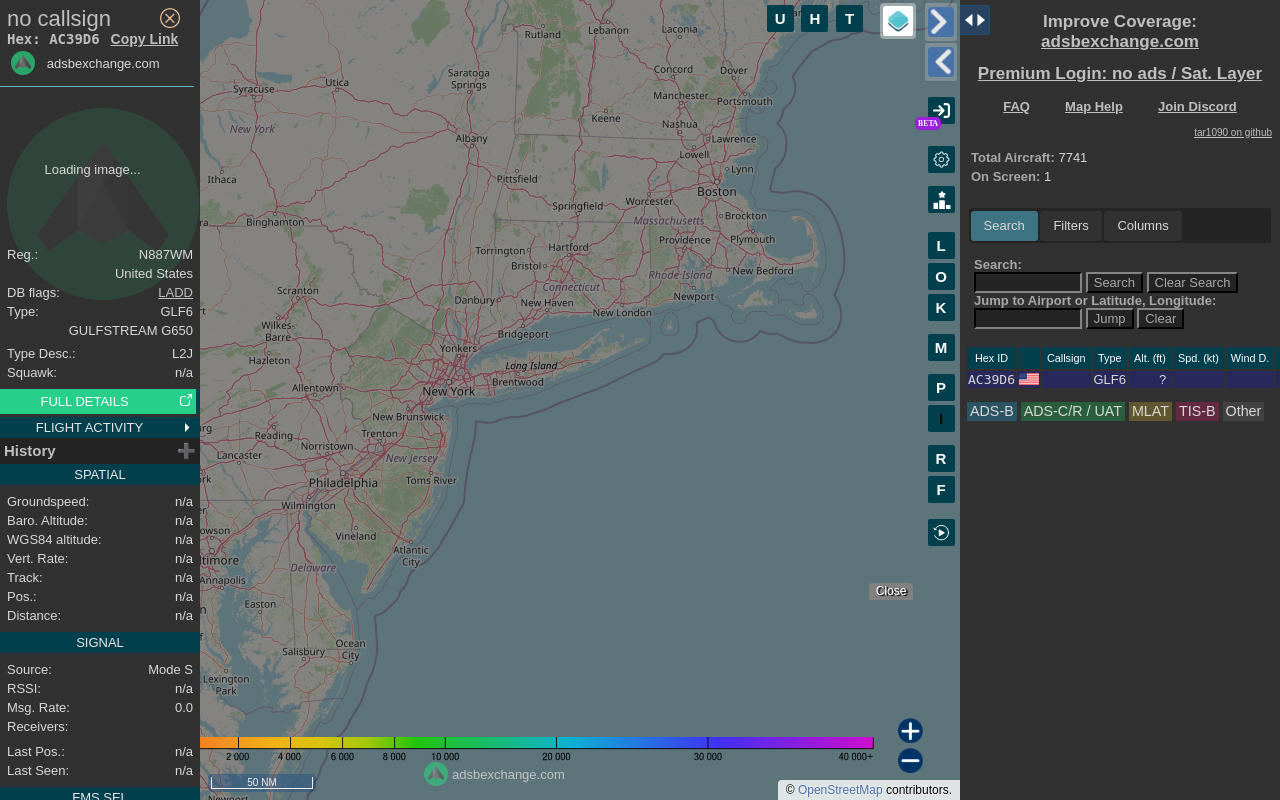 no callsign
Hex: AC39D6 Copy Link
adsbexchange.com
Loading image...
Reg.: N887WM
United States
DB flags: LADD
Type: GLF6
GULFSTREAM G650
Type Desc.: L2J
Squawk: n/a
FULL DETAILS
FLIGHT ACTIVITY
History
SPATIAL
Groundspeed: n/a
Baro. Altitude: n/a
WGS84 altitude: n/a
Vert. Rate: n/a
Track: n/a
Pos.: n/a
Distance: n/a
SIGNAL
Source: Mode S
RSSI: n/a
Msg. Rate: 0.0
Receivers:
Last Pos.: n/a
Last Seen: n/a
FMS SEL
Rutland
Lebanon
Laconia
Saratoga
Springs
Concord
Dover
Utica
Syracuse
Manchester
Portsmouth
Keene
Nashua
New York
Albany
Lawrence
Lowell
Lynn
Ithaca
Pittsfield
Boston
Worcester
Springfield
Binghamton
Massachusetts
Brockton
Torrington
Hartford
Providence
Plymouth
Bristol
Rhode Island
New Bedford
Connecticut
Scranton
Danbury
New Haven
Newport
New London
Wilkes-
Barre
Bridgeport
Yonkers
Hazleton
Long Island
Brentwood
Allentown
New York
New Brunswick
Reading
Trenton
Norristown
Lancaster
New Jersey
Toms River
Philadelphia
Wilmington
Vineland
Atlantic
City
Delaware
Annapolis
Easton
Ocean
City
Salisbury
Lexington
Park
U H T
BETA
L
O
K
M
P
I
R
F
Close
2 000 4 000 6 000 8 000 10 000 20 000 30 000 40 000+
adsbexchange.com
50 NM
© OpenStreetMap contributors.
Improve Coverage:
adsbexchange.com
Premium Login: no ads / Sat. Layer
FAQ Map Help Join Discord
tar1090 on github
Total Aircraft: 7741
On Screen: 1
Search Filters Columns
Search:
Search Clear Search
Jump to Airport or Latitude, Longitude:
Jump Clear
Hex ID Callsign Type Alt. (ft) Spd. (kt) Wind D.
AC39D6 GLF6 ?
ADS-B ADS-C/R / UAT MLAT TIS-B Other